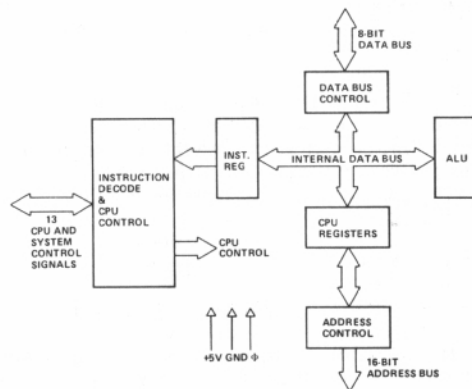 8-BIT
DATA BUS
DATA BUS
CONTROL
INST.
REG
INTERNAL DATA BUS
ALU
INSTRUCTION
DECODE
&
CPU
CONTROL
13
CPU AND
SYSTEM
CONTROL
SIGNALS
CPU
CONTROL
CPU
REGISTERS
ADDRESS
CONTROL
+5V GND Φ
16-BIT
ADDRESS BUS